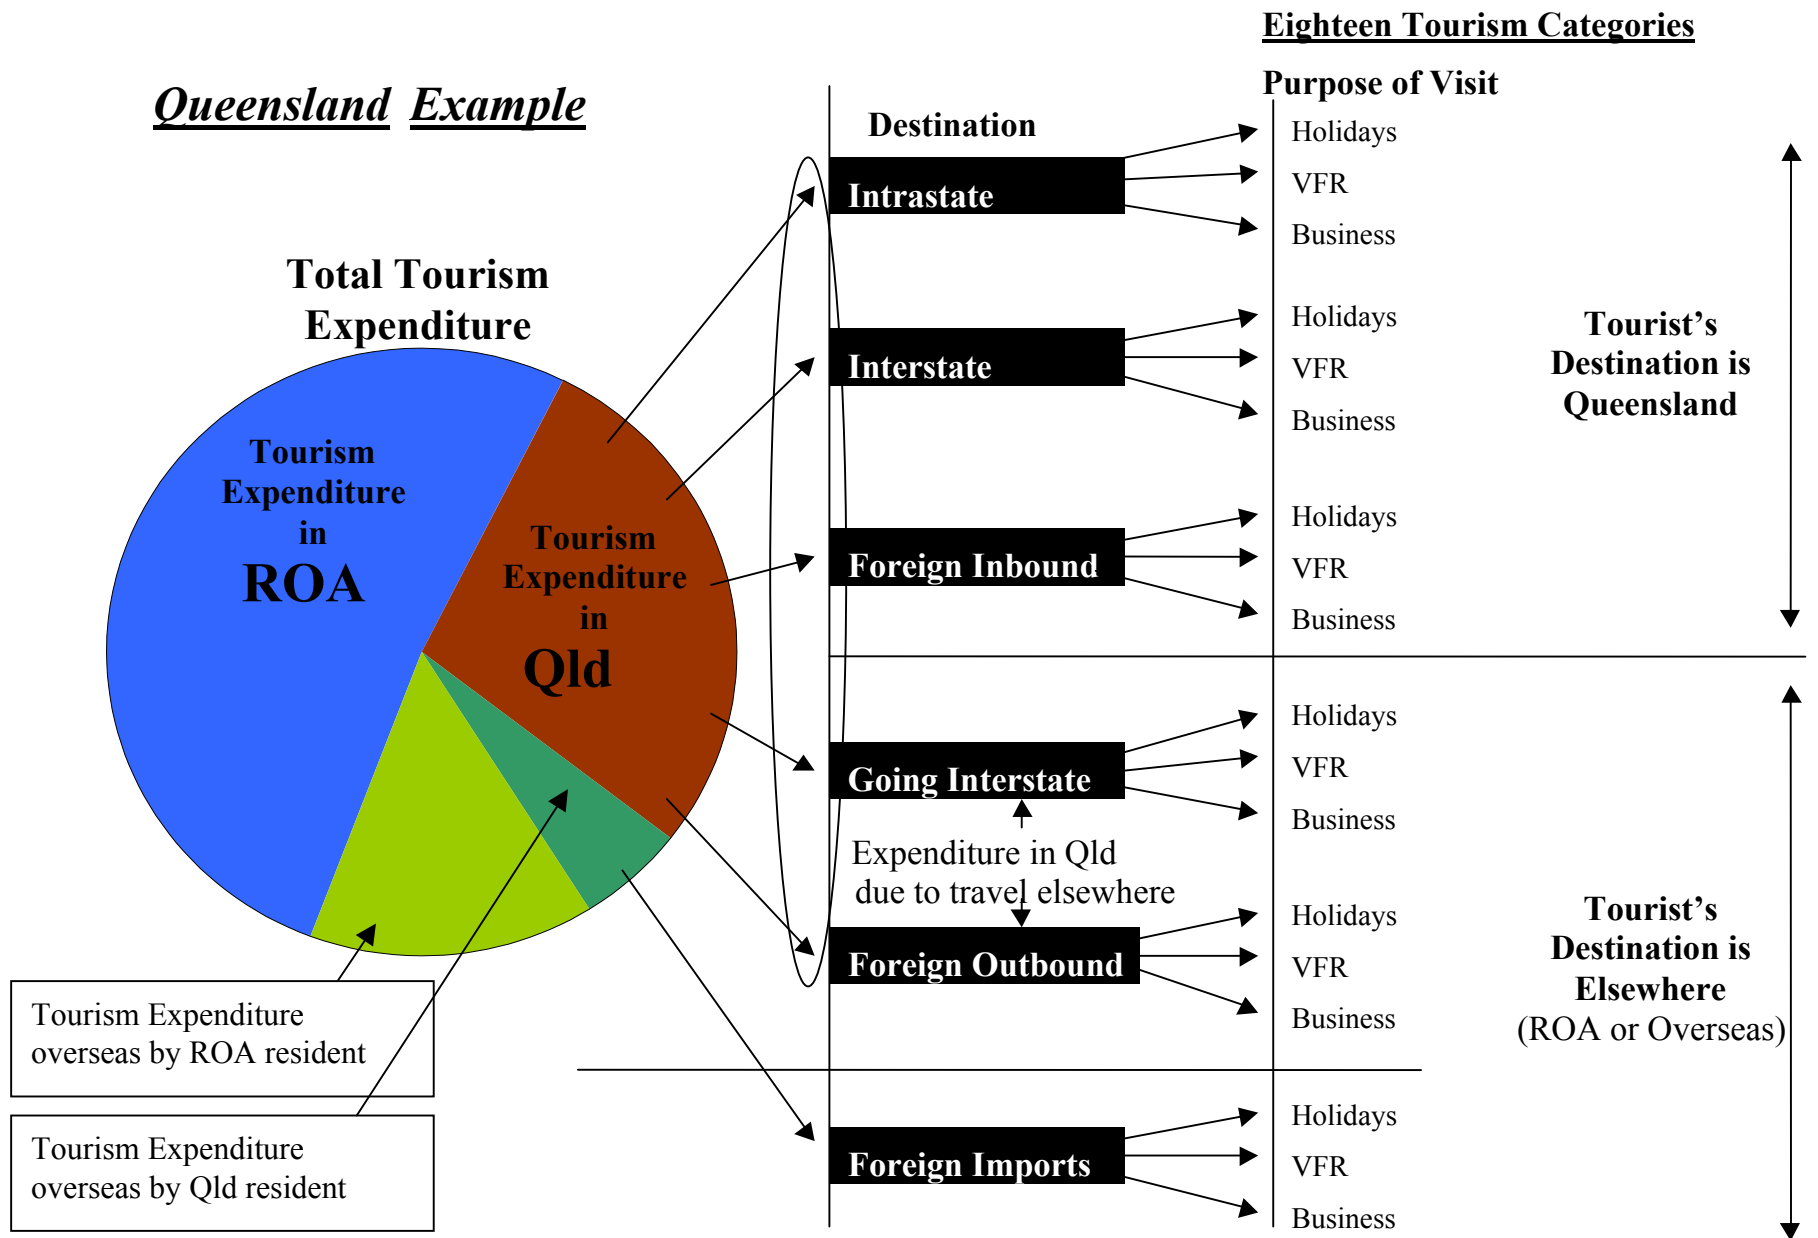 Eighteen Tourism Categories
Queensland Example
Purpose of Visit
Destination
Total Tourism
Expenditure
Tourism
Expenditure
in
ROA
Tourism
Expenditure
in
Qld
Tourism Expenditure
overseas by ROA resident
Tourism Expenditure
overseas by Qld resident
Intrastate
Holidays
VFR
Business
Interstate
Holidays
VFR
Business
Foreign Inbound
Holidays
VFR
Business
Tourist’s
Destination is
Queensland
Going Interstate
Holidays
VFR
Business
Expenditure in Qld
due to travel elsewhere
Foreign Outbound
Holidays
VFR
Business
Tourist’s
Destination is
Elsewhere
(ROA or Overseas)
Foreign Imports
Holidays
VFR
Business